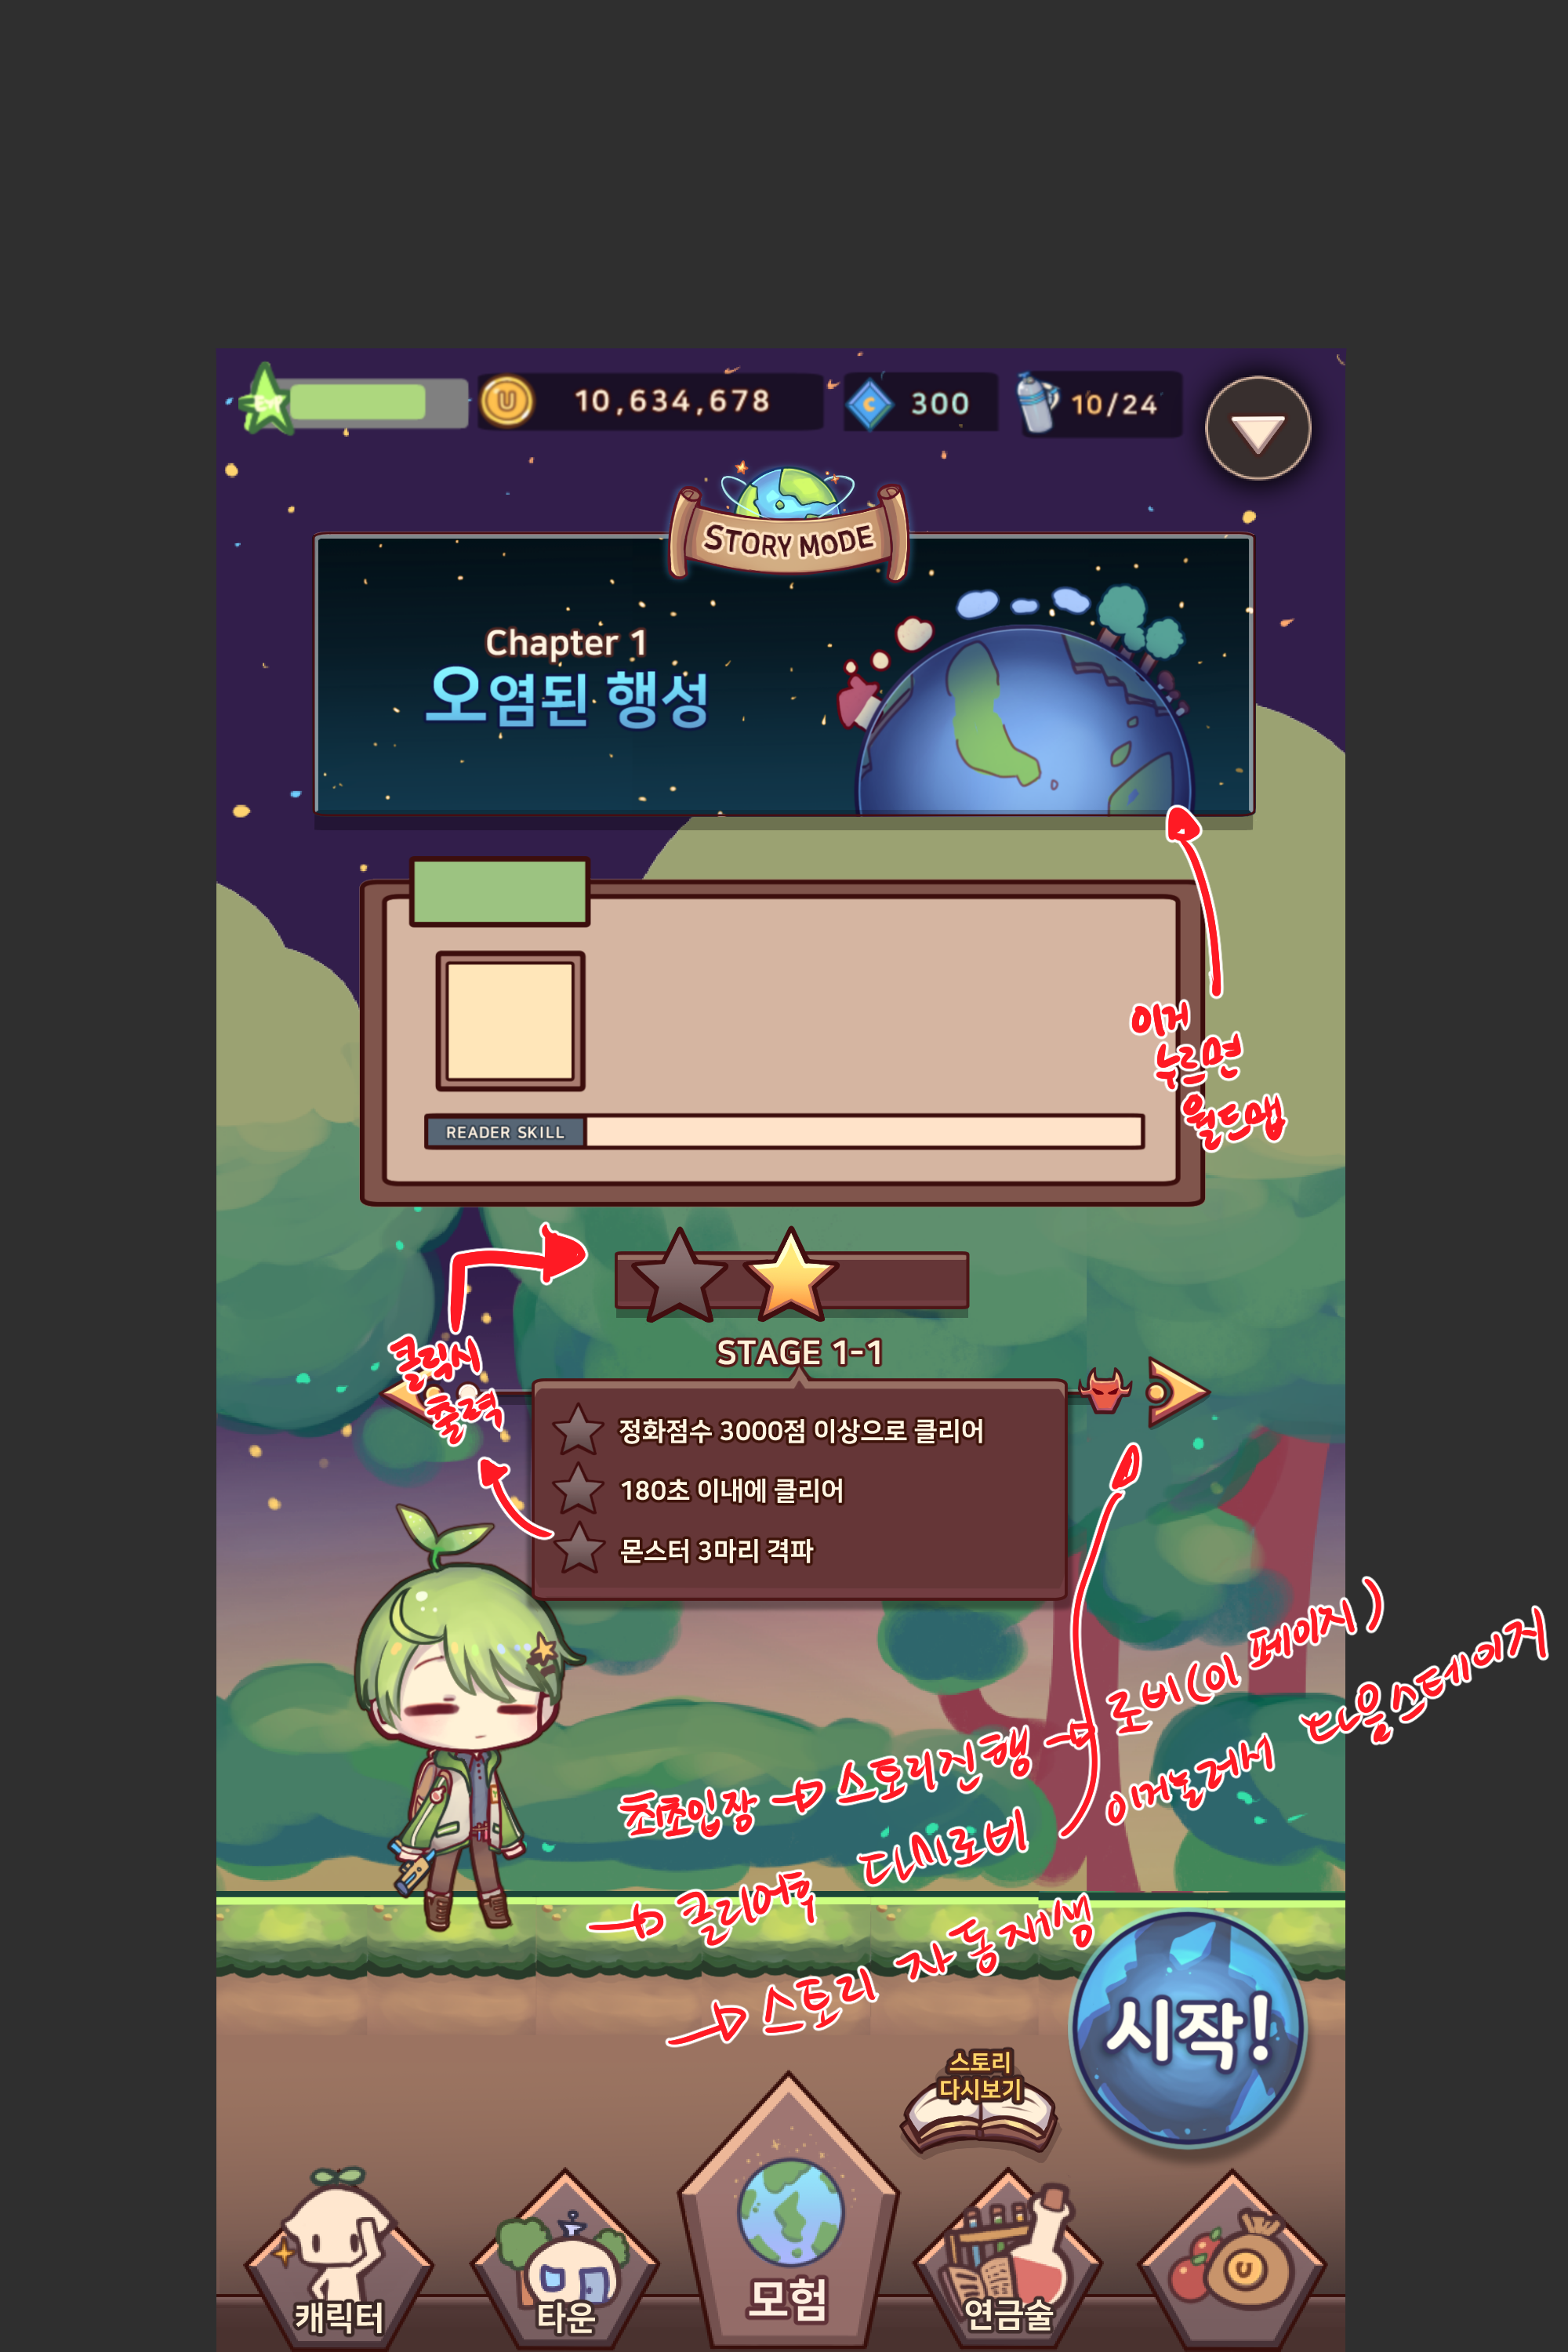 EXP
U
10,634,678
C
300
10/24
STORY MODE
Chapter 1
오염된 행성
이거
누르면
월드맵
READER SKILL
클릭시
출력
STAGE 1-1
정화점수 3000점 이상으로 클리어
180초 이내에 클리어
몬스터 3마리 격파
최초입장 → 스토리진행 → 로비(이 페이지)
→ 클리어후 다시로비
이거눌러서 다음스테이지
→ 스토리 자동재생
시작!
스토리
다시보기
캐릭터
타운
모험
연금술
U